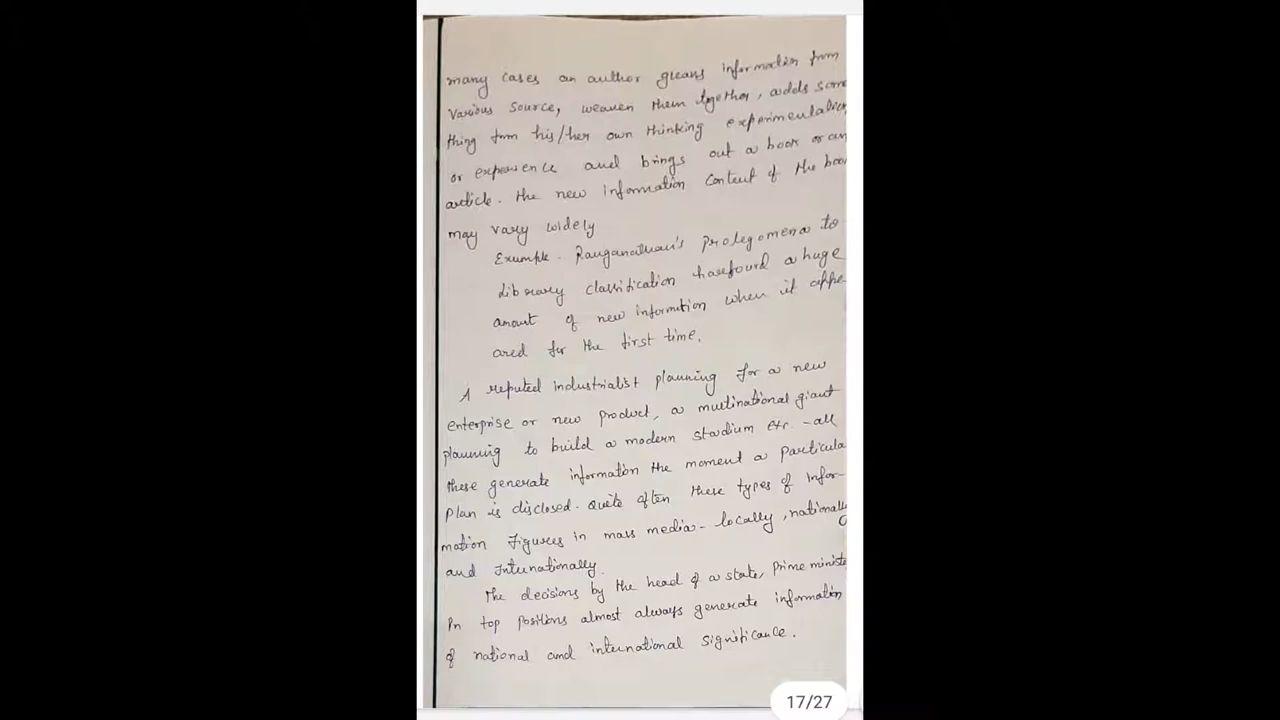 many cases an author gleans information from
various source, weaven them together, adds some
thing from his/her own thinking experimentation
or experience and brings out a book or an
article. The new information content of the book
may vary widely
Example. Ranganathan's prolegomena to
library classification have found a huge
amount of new information when it appe
ared for the first time.
A reputed industrialist planning for a new
enterprise or new product, a multinational giant
planning to build a modern stadium etc. - all
these generate information the moment a particula
plan is disclosed. Quite often these types of infor-
mation figures in mass media - locally, nationally
and internationally.
The decisions by the head of a state, prime ministe
in top positions almost always generate information
of national and international significance.
17/27